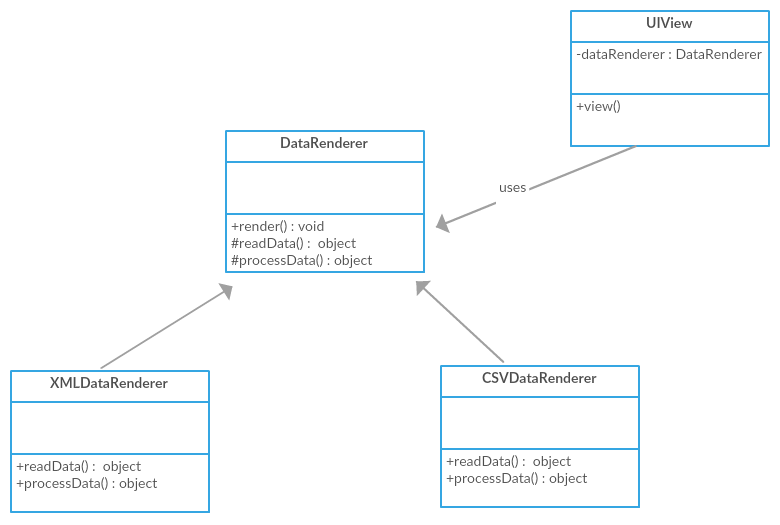 UIView
-dataRenderer : DataRenderer
+view()
DataRenderer
uses
+render() : void
#readData() :  object
#processData() : object
XMLDataRenderer
+readData() :  object
+processData() : object
CSVDataRenderer
+readData() :  object
+processData() : object